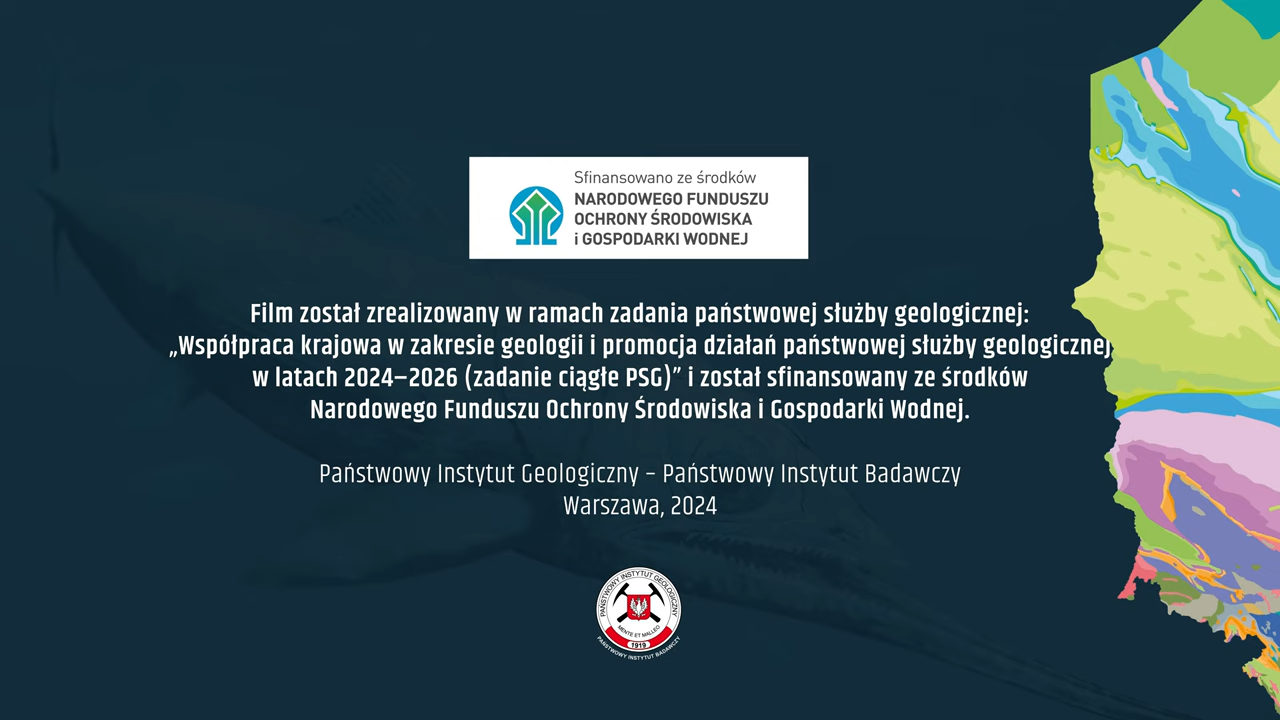 Sfinansowano ze środków
NARODOWEGO FUNDUSZU
OCHRONY ŚRODOWISKA
i GOSPODARKI WODNEJ
Film został zrealizowany w ramach zadania państwowej służby geologicznej:
„Współpraca krajowa w zakresie geologii i promocja działań państwowej służby geologicznej
w latach 2024–2026 (zadanie ciągłe PSG)” i został sfinansowany ze środków
Narodowego Funduszu Ochrony Środowiska i Gospodarki Wodnej.
Państwowy Instytut Geologiczny – Państwowy Instytut Badawczy
Warszawa, 2024
PAŃSTWOWY INSTYTUT GEOLOGICZNY
MENTE ET MALLEO
1919
PAŃSTWOWY INSTYTUT BADAWCZY